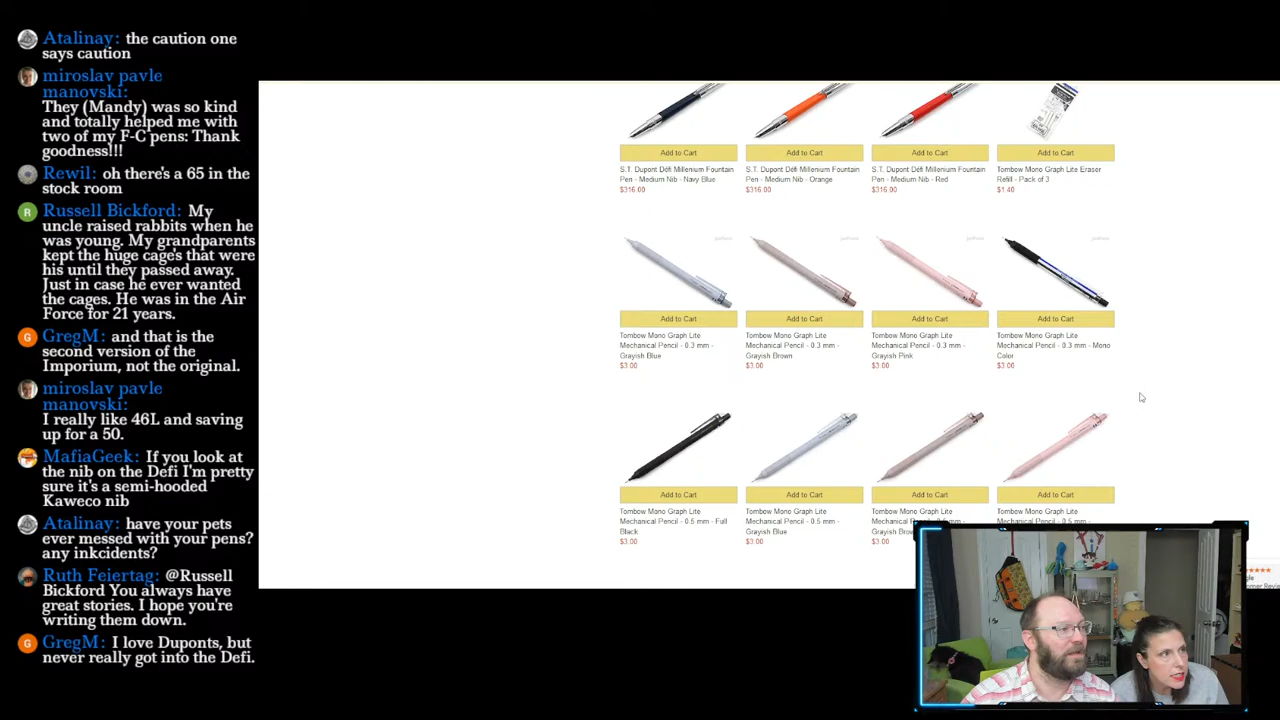 Atalinay: the caution one
says caution
miroslav pavle
manovski:
They (Mandy) was so kind
and totally helped me with
two of my F-C pens: Thank
goodness!!!
Rewil: oh there's a 65 in the
stock room
Russell Bickford: My
uncle raised rabbits when he
was young. My grandparents
kept the huge cage's that were
his until they passed away.
Just in case he ever wanted
the cages. He was in the Air
Force for 21 years.
GregM: and that is the
second version of the
Imporium, not the original.
miroslav pavle
manovski:
I really like 46L and saving
up for a 50.
MafiaGeek: If you look at
the nib on the Defi I'm pretty
sure it's a semi-hooded
Kaweco nib
Atalinay: have your pets
ever messed with your pens?
any inkcidents?
Ruth Feiertag: @Russell
Bickford You always have
great stories. I hope you're
writing them down.
GregM: I love Duponts, but
never really got into the Defi.
Add to Cart
S.T. Dupont Défi Millenium Fountain
Pen - Medium Nib - Navy Blue
$316.00
Add to Cart
S.T. Dupont Défi Millenium Fountain
Pen - Medium Nib - Orange
$316.00
Add to Cart
S.T. Dupont Défi Millenium Fountain
Pen - Medium Nib - Red
$316.00
Add to Cart
Tombow Mono Graph Lite Eraser
Refill - Pack of 3
$1.40
Add to Cart
Tombow Mono Graph Lite
Mechanical Pencil - 0.3 mm -
Grayish Blue
$3.00
Add to Cart
Tombow Mono Graph Lite
Mechanical Pencil - 0.3 mm -
Grayish Brown
$3.00
Add to Cart
Tombow Mono Graph Lite
Mechanical Pencil - 0.3 mm -
Grayish Pink
$3.00
Add to Cart
Tombow Mono Graph Lite
Mechanical Pencil - 0.3 mm - Mono
Color
$3.00
Add to Cart
Tombow Mono Graph Lite
Mechanical Pencil - 0.5 mm - Full
Black
$3.00
Add to Cart
Tombow Mono Graph Lite
Mechanical Pencil - 0.5 mm -
Grayish Blue
$3.00
Add to Cart
Tombow Mono Graph Lite
Mechanical Pencil - 0.5 mm -
Grayish
$3.00
Add to Cart
Tombow Mono Graph Lite